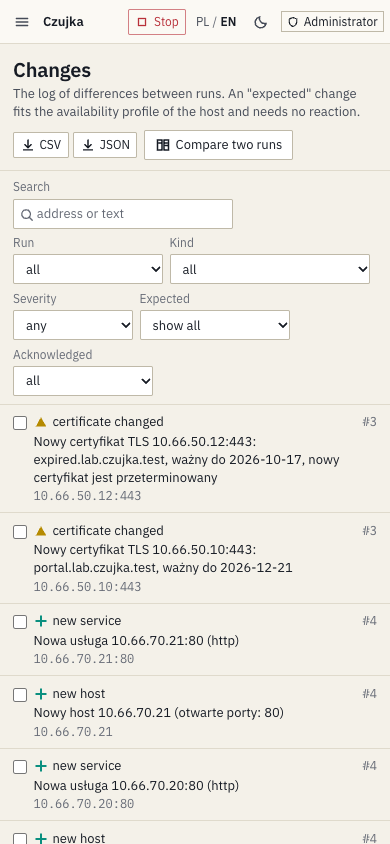 Czujka
Stop
PL / EN
Administrator
Changes
The log of differences between runs. An "expected" change
fits the availability profile of the host and needs no reaction.
CSV
JSON
Compare two runs
Search
address or text
Run
Kind
all
all
Severity
Expected
any
show all
Acknowledged
all
certificate changed
#3
Nowy certyfikat TLS 10.66.50.12:443:
expired.lab.czujka.test, ważny do 2026-10-17, nowy
certyfikat jest przeterminowany
10.66.50.12:443
certificate changed
#3
Nowy certyfikat TLS 10.66.50.10:443:
portal.lab.czujka.test, ważny do 2026-12-21
10.66.50.10:443
new service
#4
Nowa usługa 10.66.70.21:80 (http)
10.66.70.21:80
new host
#4
Nowy host 10.66.70.21 (otwarte porty: 80)
10.66.70.21
new service
#4
Nowa usługa 10.66.70.20:80 (http)
10.66.70.20:80
new host
#4